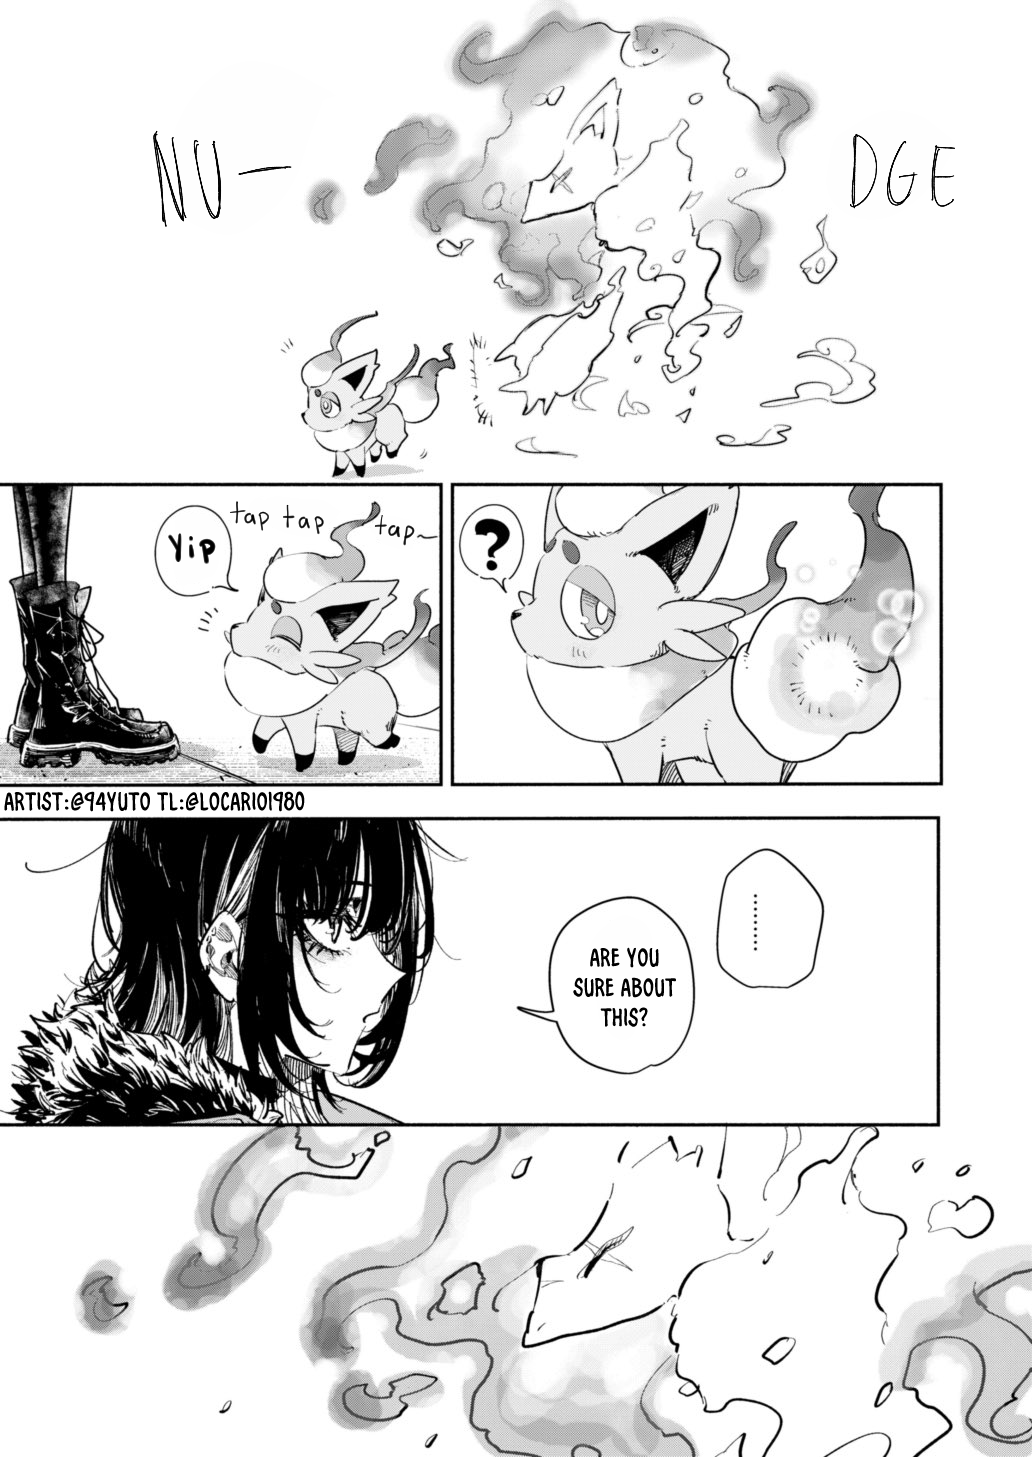 NU—
DGE
?
tap tap
tap~
Yip
ARTIST:@94YUTO TL:@LOCARIO1980
.........
ARE YOU
SURE ABOUT
THIS?